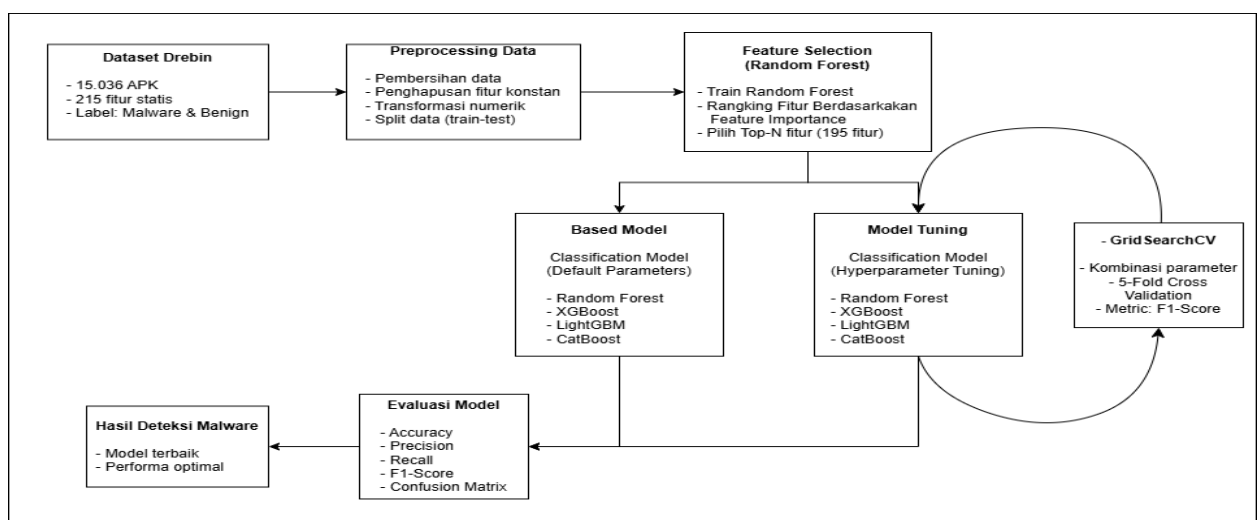 Dataset Drebin
- 15.036 APK
- 215 fitur statis
- Label: Malware & Benign
Preprocessing Data
- Pembersihan data
- Penghapusan fitur konstan
- Transformasi numerik
- Split data (train-test)
Feature Selection
(Random Forest)
- Train Random Forest
- Rangking Fitur Berdasarkakan
Feature Importance
- Pilih Top-N fitur (195 fitur)
Based Model
Classification Model
(Default Parameters)
- Random Forest
- XGBoost
- LightGBM
- CatBoost
Model Tuning
Classification Model
(Hyperparameter Tuning)
- Random Forest
- XGBoost
- LightGBM
- CatBoost
- GridSearchCV
- Kombinasi parameter
- 5-Fold Cross
Validation
- Metric: F1-Score
Evaluasi Model
- Accuracy
- Precision
- Recall
- F1-Score
- Confusion Matrix
Hasil Deteksi Malware
- Model terbaik
- Performa optimal